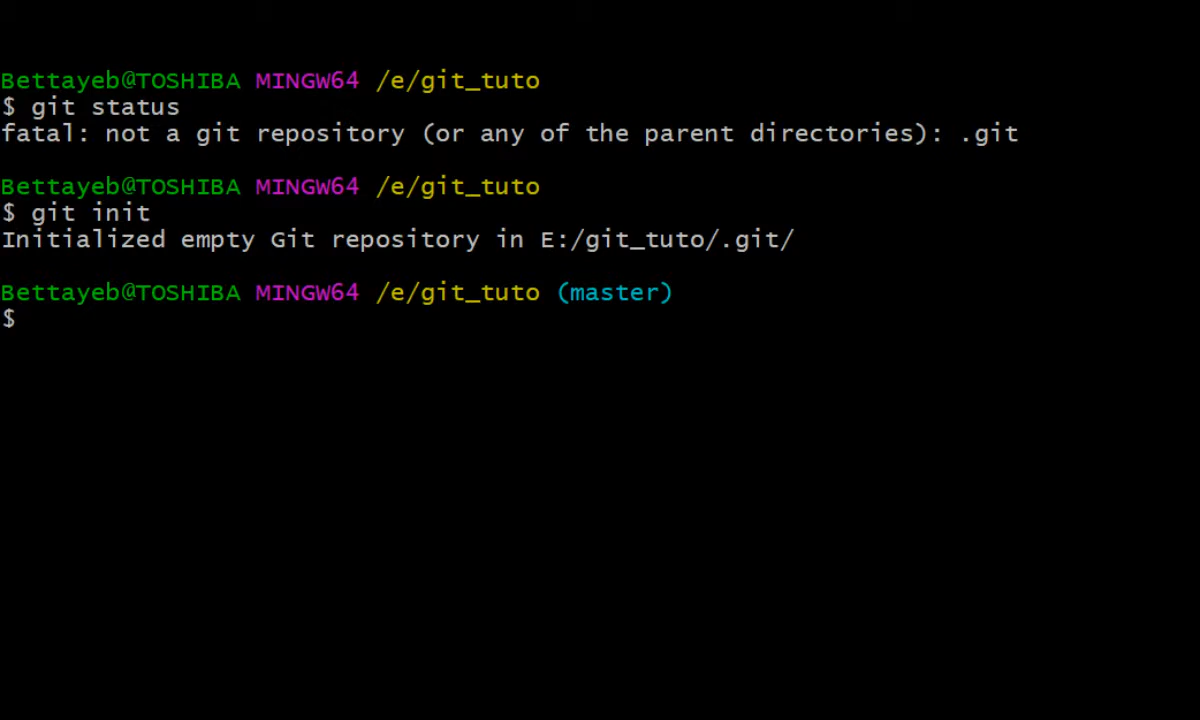 Bettayeb@TOSHIBA MINGW64 /e/git_tuto
$ git status
fatal: not a git repository (or any of the parent directories): .git
Bettayeb@TOSHIBA MINGW64 /e/git_tuto
$ git init
Initialized empty Git repository in E:/git_tuto/.git/
Bettayeb@TOSHIBA MINGW64 /e/git_tuto (master)
$